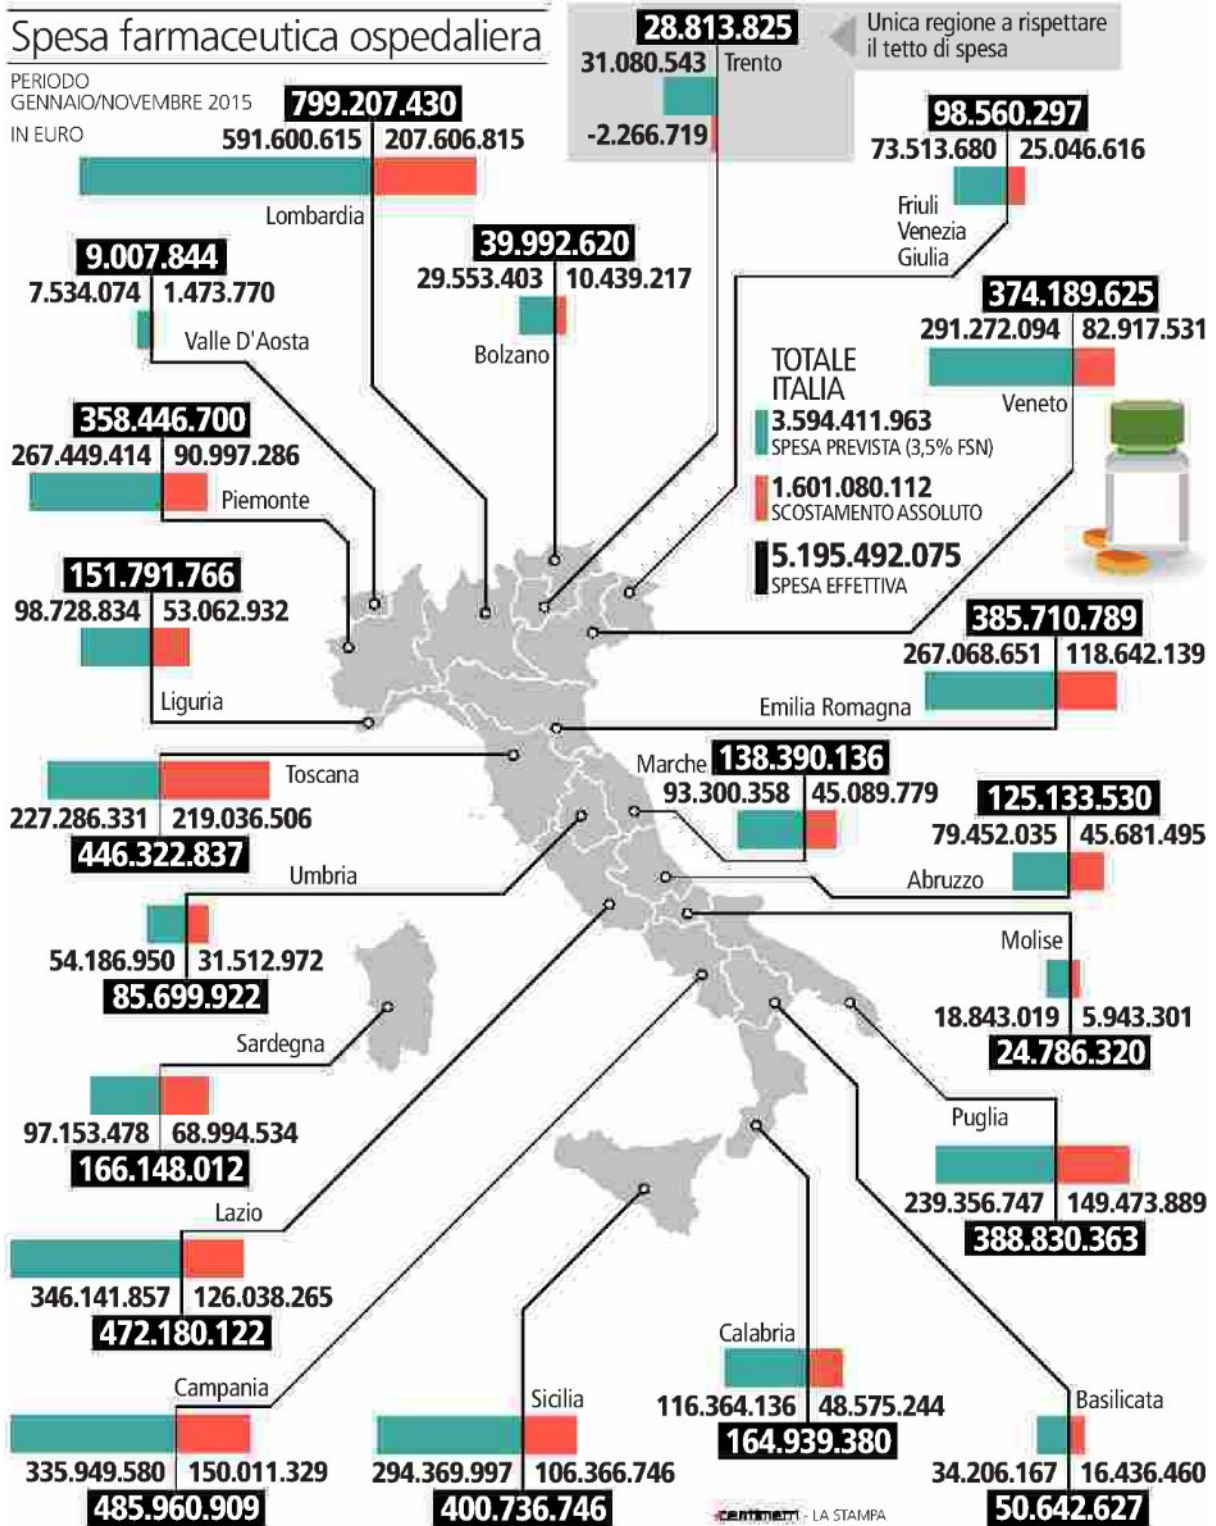 Spesa farmaceutica ospedaliera
PERIODO
GENNAIO/NOVEMBRE 2015
IN EURO
28.813.825
31.080.543
Trento
-2.266.719
Unica regione a rispettare
il tetto di spesa
799.207.430
591.600.615 207.606.815
Lombardia
98.560.297
73.513.680 25.046.616
Friuli
Venezia
Giulia
9.007.844
7.534.074 1.473.770
Valle D'Aosta
39.992.620
29.553.403 10.439.217
Bolzano
374.189.625
291.272.094 82.917.531
Veneto
TOTALE
ITALIA
3.594.411.963
SPESA PREVISTA (3,5% FSN)
1.601.080.112
SCOSTAMENTO ASSOLUTO
5.195.492.075
SPESA EFFETTIVA
358.446.700
267.449.414 90.997.286
Piemonte
151.791.766
98.728.834 53.062.932
Liguria
385.710.789
267.068.651 118.642.139
Emilia Romagna
Toscana
227.286.331 219.036.506
446.322.837
Marche 138.390.136
93.300.358 45.089.779
125.133.530
79.452.035 45.681.495
Abruzzo
Umbria
54.186.950 31.512.972
85.699.922
Molise
18.843.019 5.943.301
24.786.320
Sardegna
97.153.478 68.994.534
166.148.012
Puglia
239.356.747 149.473.889
388.830.363
Lazio
346.141.857 126.038.265
472.180.122
Campania
335.949.580 150.011.329
485.960.909
Sicilia
294.369.997 106.366.746
400.736.746
Calabria
116.364.136 48.575.244
164.939.380
Basilicata
34.206.167 16.436.460
50.642.627
centimetri - LA STAMPA